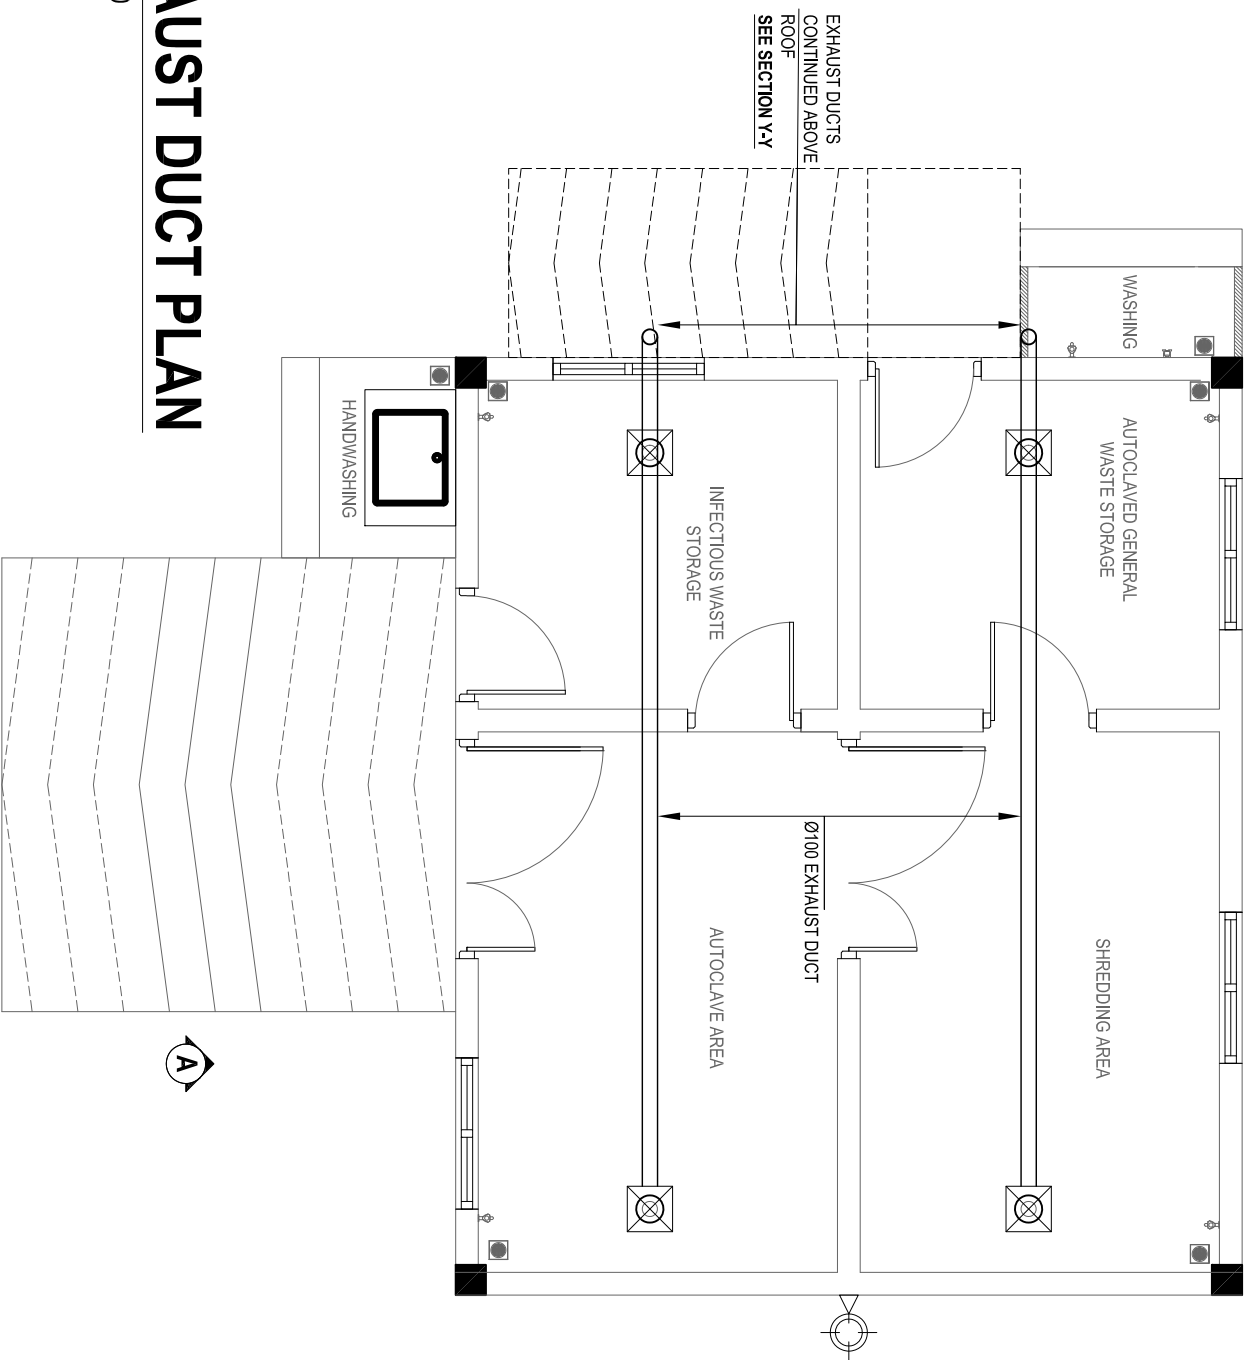 EXHAUST DUCTS
CONTINUED ABOVE
ROOF
SEE SECTION Y-Y
WASHING
AUTOCLAVED GENERAL
WASTE STORAGE
SHREDDING AREA
Ø100 EXHAUST DUCT
INFECTIOUS WASTE
STORAGE
AUTOCLAVE AREA
HANDWASHING
A
AUST DUCT PLAN